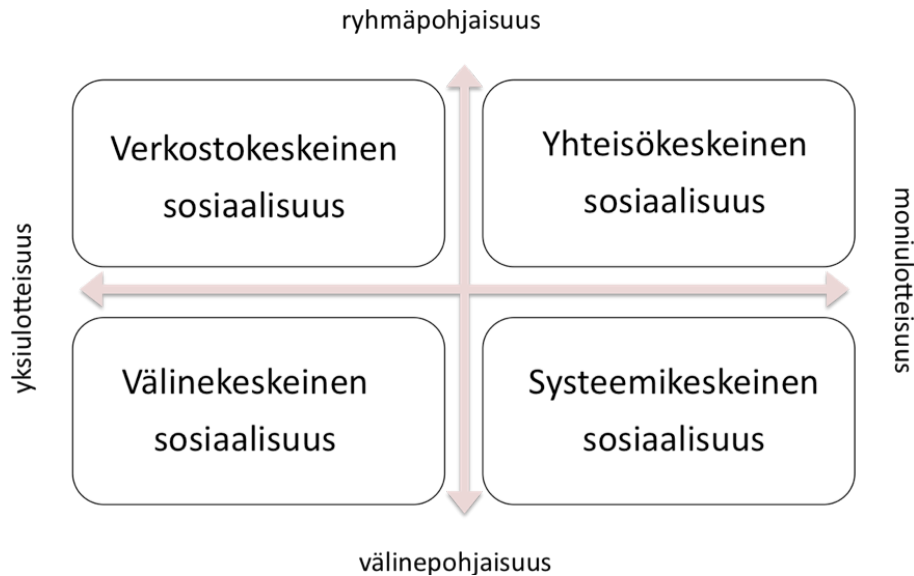 ryhmäpohjaisuus
Verkostokeskeinen
sosiaalisuus
Yhteisökeskeinen
sosiaalisuus
yksiulotteisuus
moniulotteisuus
Välinekeskeinen
sosiaalisuus
Systeemikeskeinen
sosiaalisuus
välinepohjaisuus